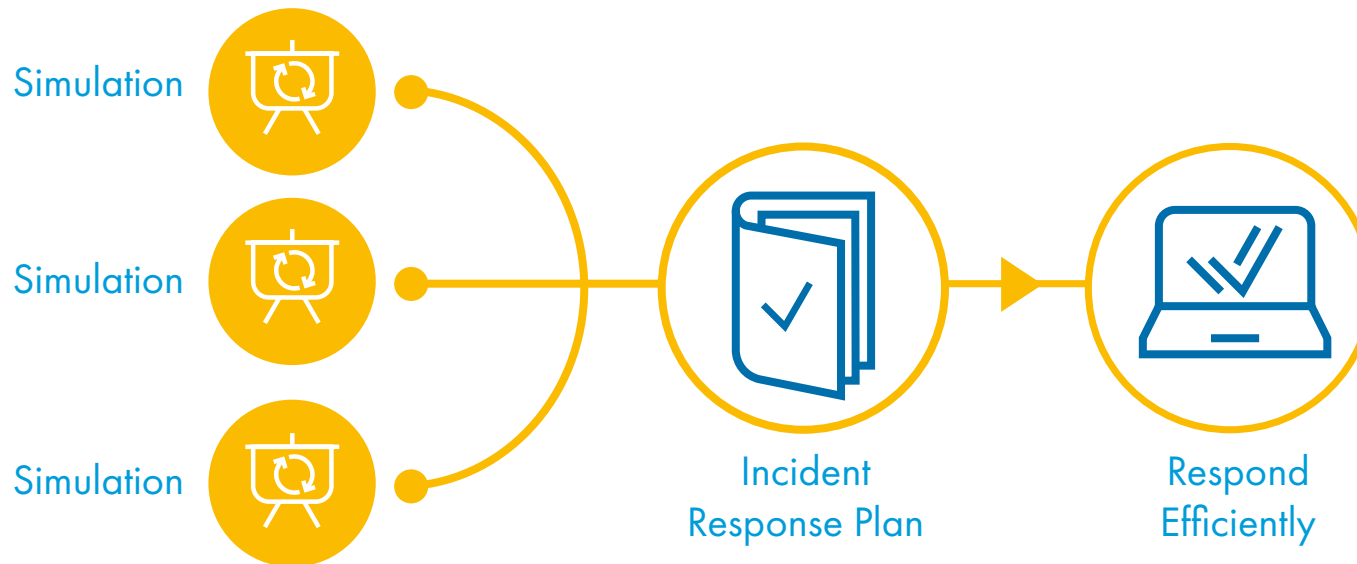 Simulation
Simulation
Simulation
Incident
Response Plan
Respond
Efficiently